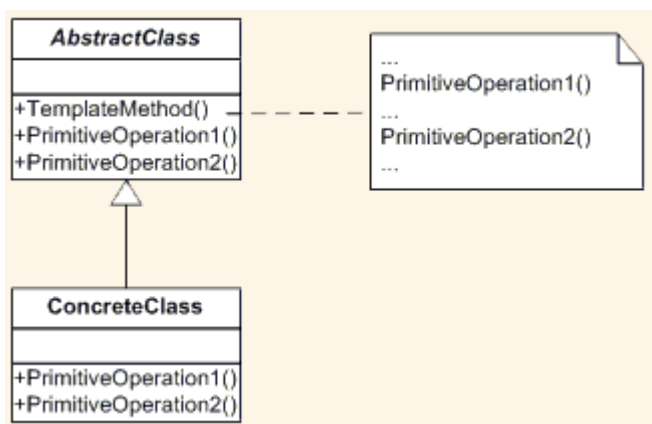 AbstractClass
+TemplateMethod()
+PrimitiveOperation1()
+PrimitiveOperation2()
...
PrimitiveOperation1()
...
PrimitiveOperation2()
...
ConcreteClass
+PrimitiveOperation1()
+PrimitiveOperation2()